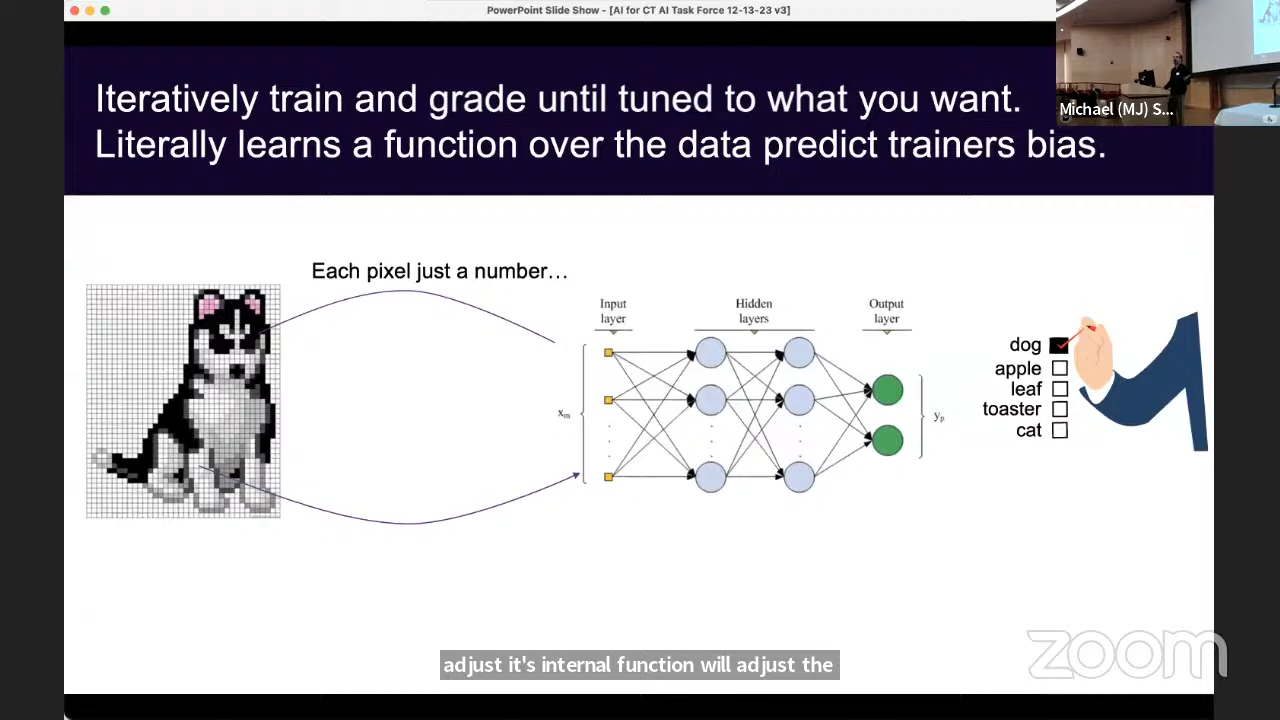 PowerPoint Slide Show - [AI for CT AI Task Force 12-13-23 v3]
Michael (MJ) S...
Iteratively train and grade until tuned to what you want.
Literally learns a function over the data predict trainers bias.
Each pixel just a number...
Input
layer
Hidden
layers
Output
layer
xm
yp
dog
apple
leaf
toaster
cat
adjust it's internal function will adjust the
zoom